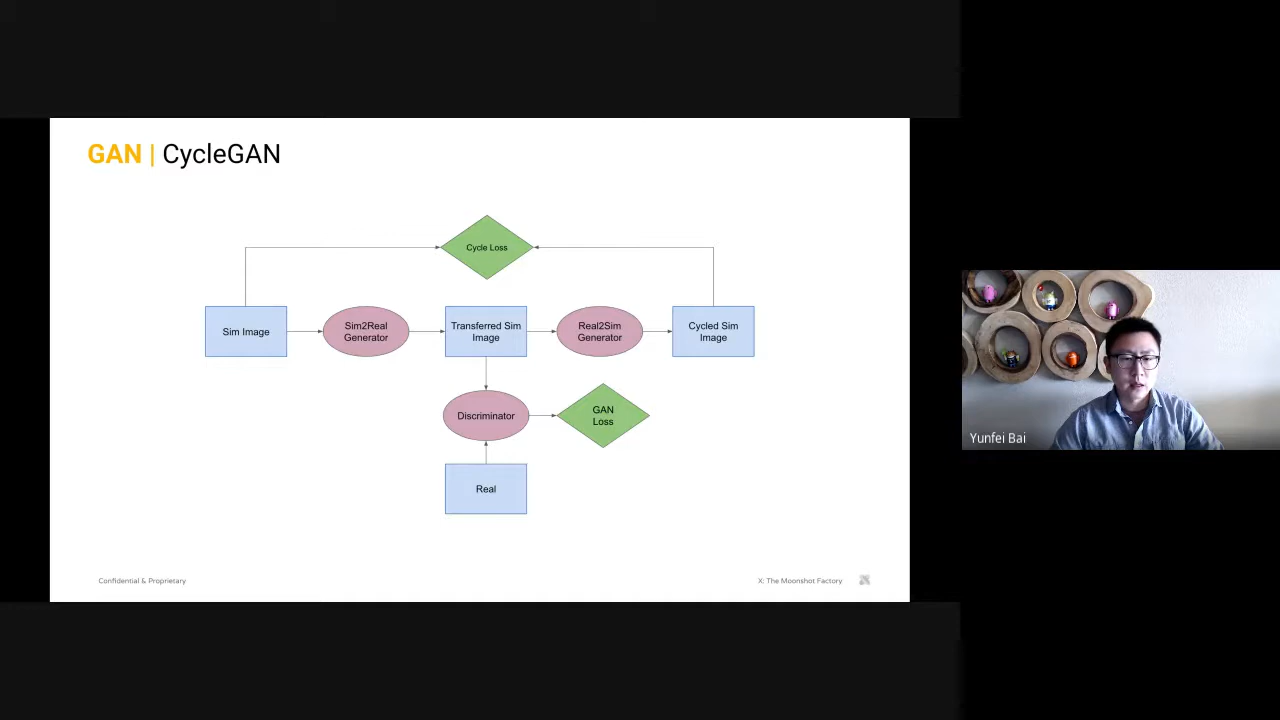 GAN | CycleGAN
Cycle Loss
Sim Image
Sim2Real
Generator
Transferred Sim
Image
Real2Sim
Generator
Cycled Sim
Image
Discriminator
GAN
Loss
Real
Confidential & Proprietary
X: The Moonshot Factory
Yunfei Bai